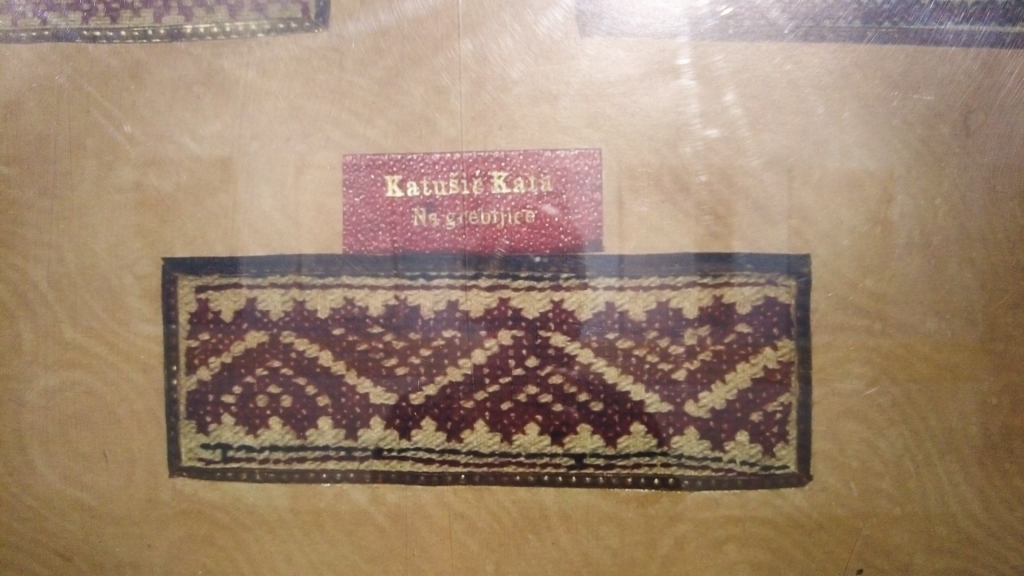 Katušić Kata
Na grebljice